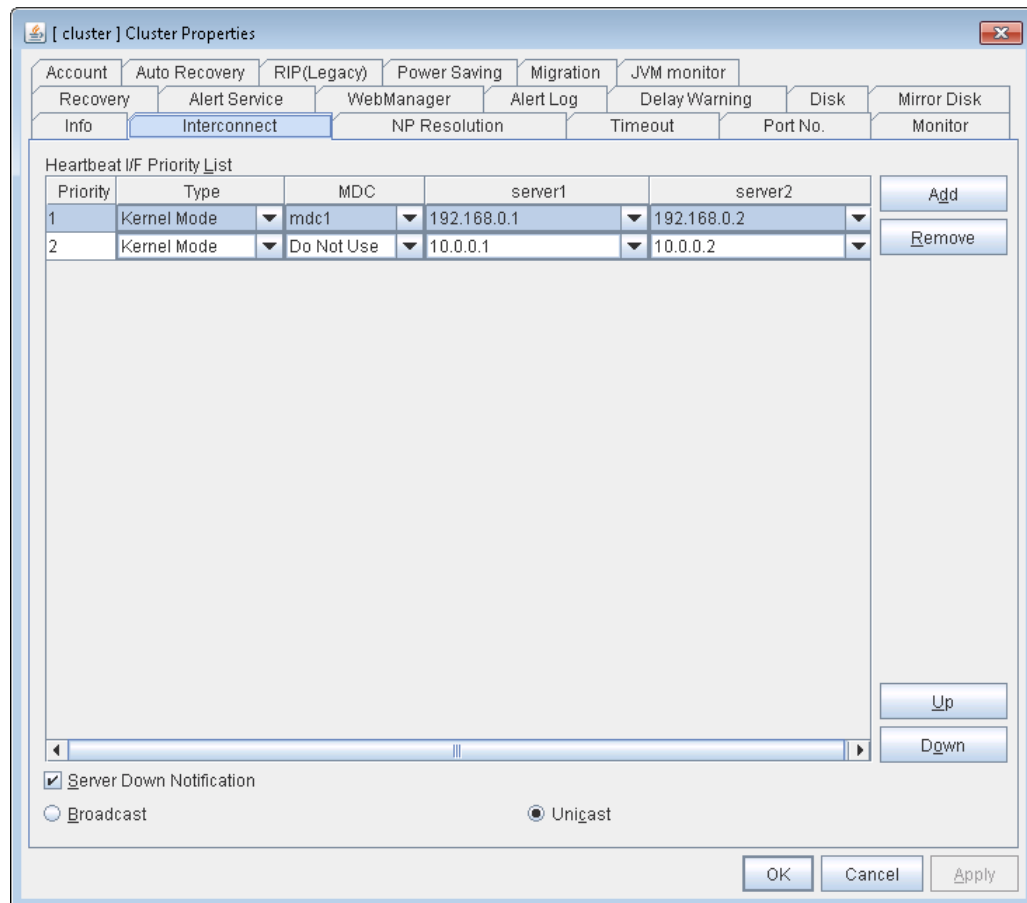 [ cluster ] Cluster Properties
Account Auto Recovery RIP(Legacy) Power Saving Migration JVM monitor
Recovery Alert Service WebManager Alert Log Delay Warning Disk Mirror Disk
Info Interconnect NP Resolution Timeout Port No. Monitor
Heartbeat I/F Priority List
Priority Type MDC server1 server2
1 Kernel Mode mdc1 192.168.0.1 192.168.0.2
2 Kernel Mode Do Not Use 10.0.0.1 10.0.0.2
Add
Remove
Up
Down
Server Down Notification
Broadcast Unicast
OK Cancel Apply